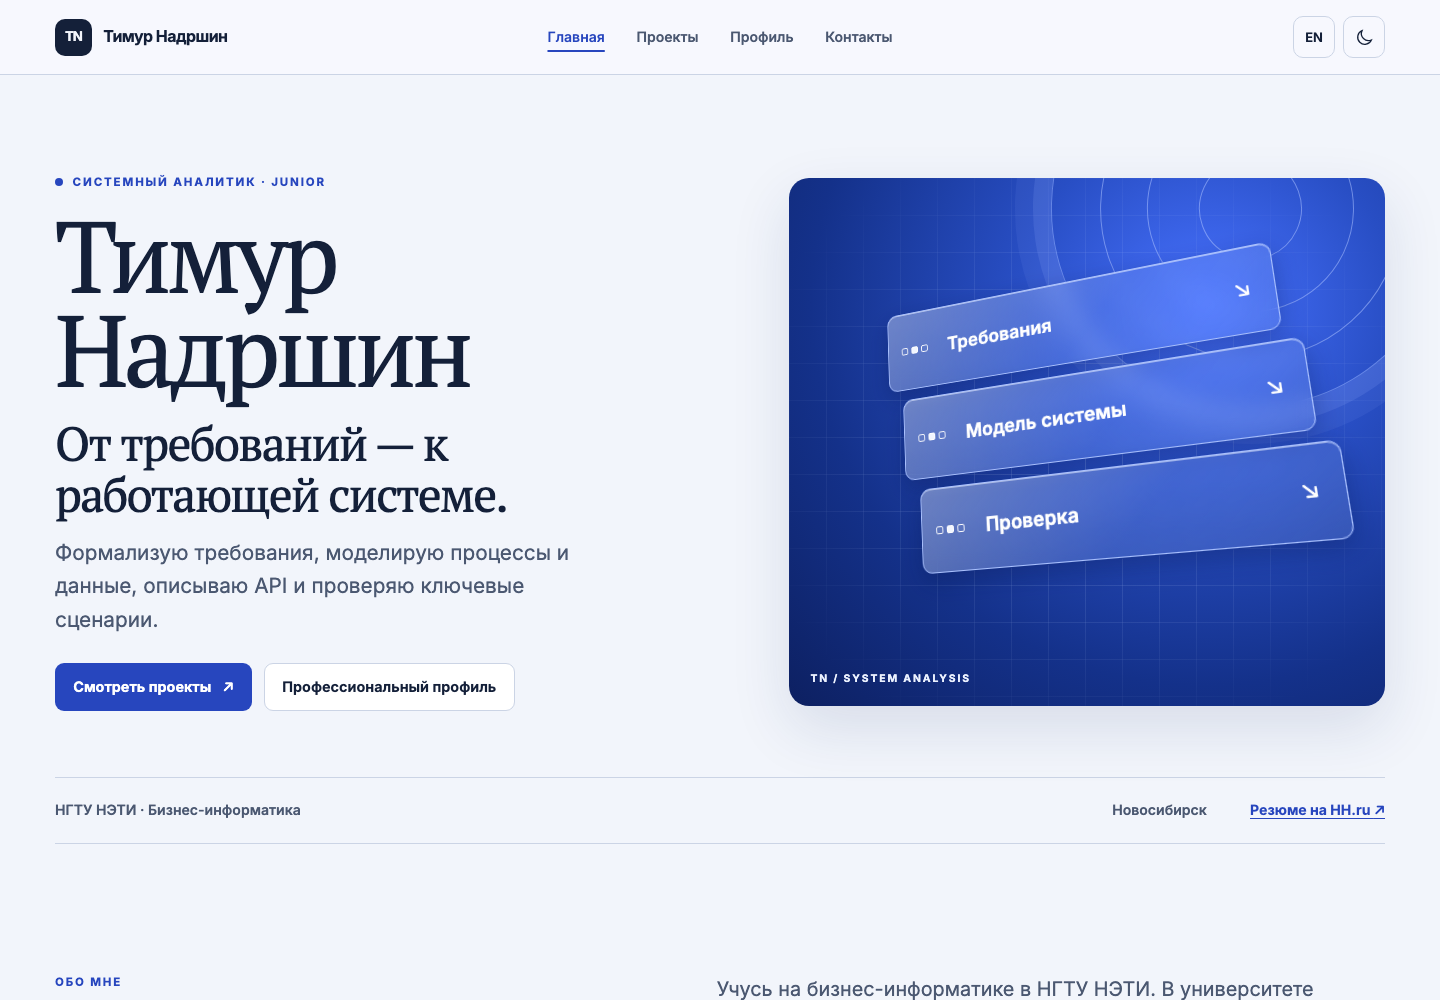 TN Тимур Надршин
Главная Проекты Профиль Контакты
EN
СИСТЕМНЫЙ АНАЛИТИК · JUNIOR
Тимур
Надршин
От требований — к
работающей системе.
Формализую требования, моделирую процессы и
данные, описываю API и проверяю ключевые
сценарии.
Смотреть проекты ↗
Профессиональный профиль
Требования ↘
Модель системы ↘
Проверка ↘
TN / SYSTEM ANALYSIS
НГТУ НЭТИ · Бизнес-информатика
Новосибирск
Резюме на HH.ru ↗
ОБО МНЕ
Учусь на бизнес-информатике в НГТУ НЭТИ. В университете